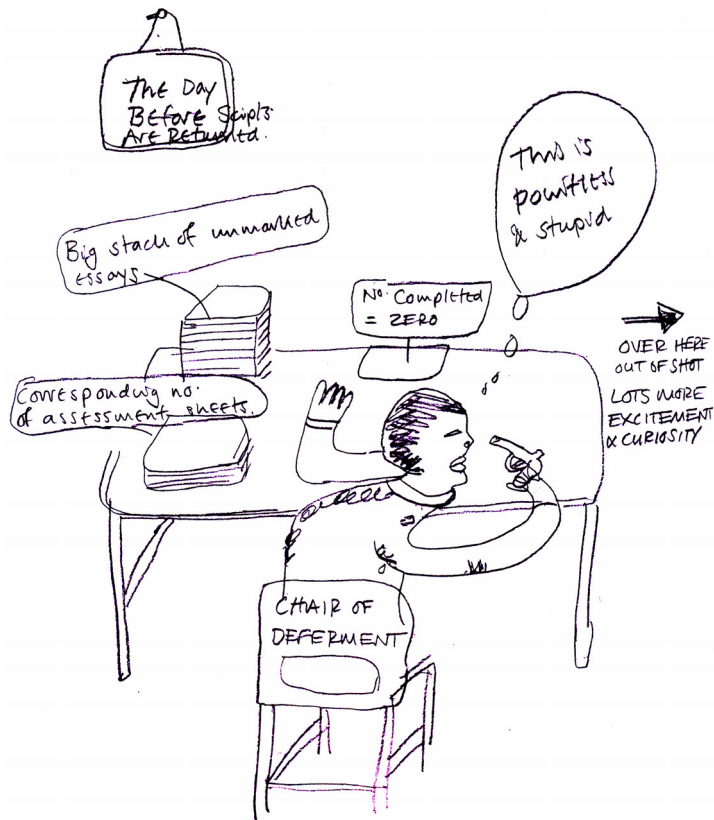 The Day
Before Scipts
Are Returned.
This is
pointless
& stupid
Big stack of unmarked
essays
No. Completed
= ZERO
OVER HERE
OUT OF SHOT
LOTS MORE
EXCITEMENT
& CURIOSITY
Corresponding no.
of assessment sheets.
CHAIR OF
DEFERMENT